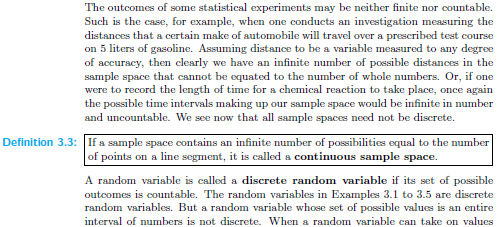 The outcomes of some statistical experiments may be neither finite nor countable.
Such is the case, for example, when one conducts an investigation measuring the
distances that a certain make of automobile will travel over a prescribed test course
on 5 liters of gasoline. Assuming distance to be a variable measured to any degree
of accuracy, then clearly we have an infinite number of possible distances in the
sample space that cannot be equated to the number of whole numbers. Or, if one
were to record the length of time for a chemical reaction to take place, once again
the possible time intervals making up our sample space would be infinite in number
and uncountable. We see now that all sample spaces need not be discrete.
Definition 3.3: If a sample space contains an infinite number of possibilities equal to the number
of points on a line segment, it is called a continuous sample space.
A random variable is called a discrete random variable if its set of possible
outcomes is countable. The random variables in Examples 3.1 to 3.5 are discrete
random variables. But a random variable whose set of possible values is an entire
interval of numbers is not discrete. When a random variable can take on values